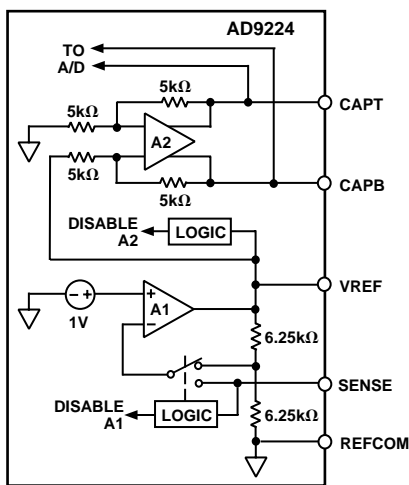 AD9224
TO
A/D
5kΩ
CAPT
5kΩ
A2
5kΩ
CAPB
5kΩ
DISABLE
A2
LOGIC
VREF
− +
1V
+
−
A1
6.25kΩ
SENSE
DISABLE
A1
LOGIC
6.25kΩ
REFCOM